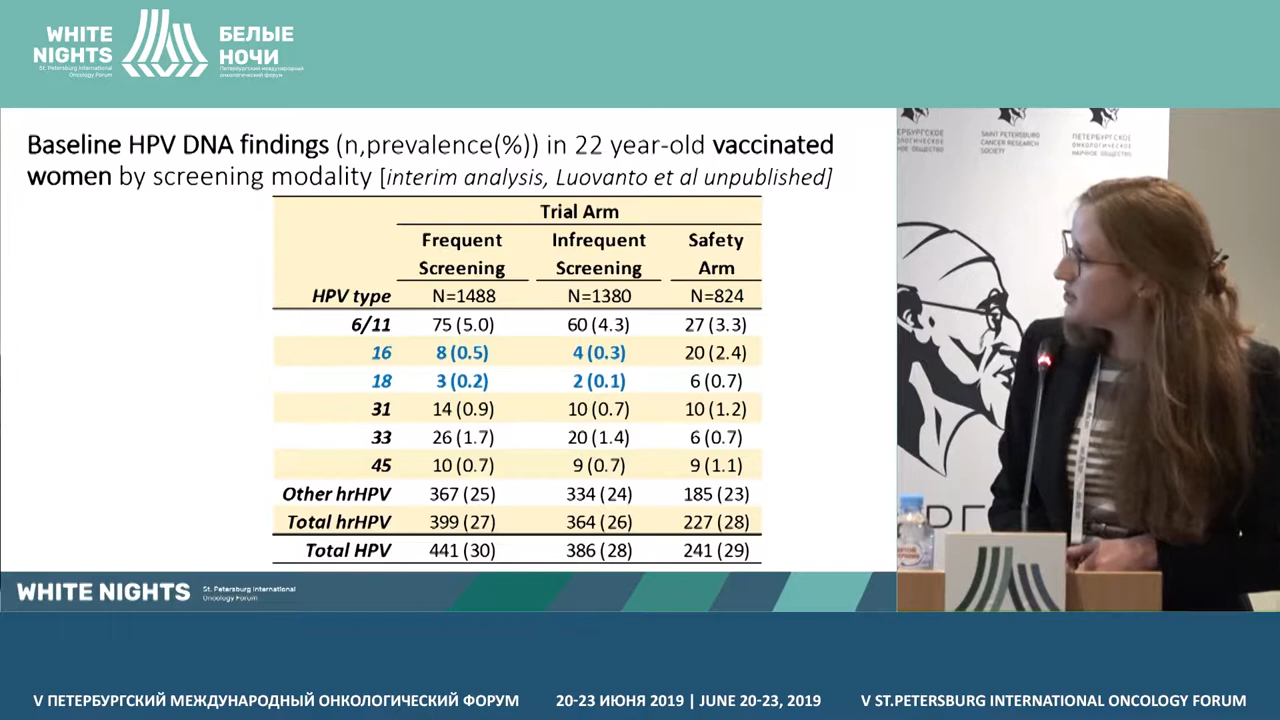 WHITE
NIGHTS
St. Petersburg International
Oncology Forum
БЕЛЫЕ
НОЧИ
Петербургский международный
онкологический форум
Baseline HPV DNA findings (n,prevalence(%)) in 22 year-old vaccinated
women by screening modality [interim analysis, Luovanto et al unpublished]
Trial Arm
Frequent Screening Infrequent Screening Safety Arm
HPV type N=1488 N=1380 N=824
6/11 75 (5.0) 60 (4.3) 27 (3.3)
16 8 (0.5) 4 (0.3) 20 (2.4)
18 3 (0.2) 2 (0.1) 6 (0.7)
31 14 (0.9) 10 (0.7) 10 (1.2)
33 26 (1.7) 20 (1.4) 6 (0.7)
45 10 (0.7) 9 (0.7) 9 (1.1)
Other hrHPV 367 (25) 334 (24) 185 (23)
Total hrHPV 399 (27) 364 (26) 227 (28)
Total HPV 441 (30) 386 (28) 241 (29)
ЕРБУРГСКОЕ
SAINT PETERSBURG
CANCER RESEARCH
SOCIETY
ПЕТЕРБУРГСКОЕ
ОНКОЛОГИЧЕСКОЕ
НАУЧНОЕ ОБЩЕСТВО
WHITE NIGHTS
St. Petersburg International
Oncology Forum
V ПЕТЕРБУРГСКИЙ МЕЖДУНАРОДНЫЙ ОНКОЛОГИЧЕСКИЙ ФОРУМ
20-23 ИЮНЯ 2019 | JUNE 20-23, 2019
V ST.PETERSBURG INTERNATIONAL ONCOLOGY FORUM